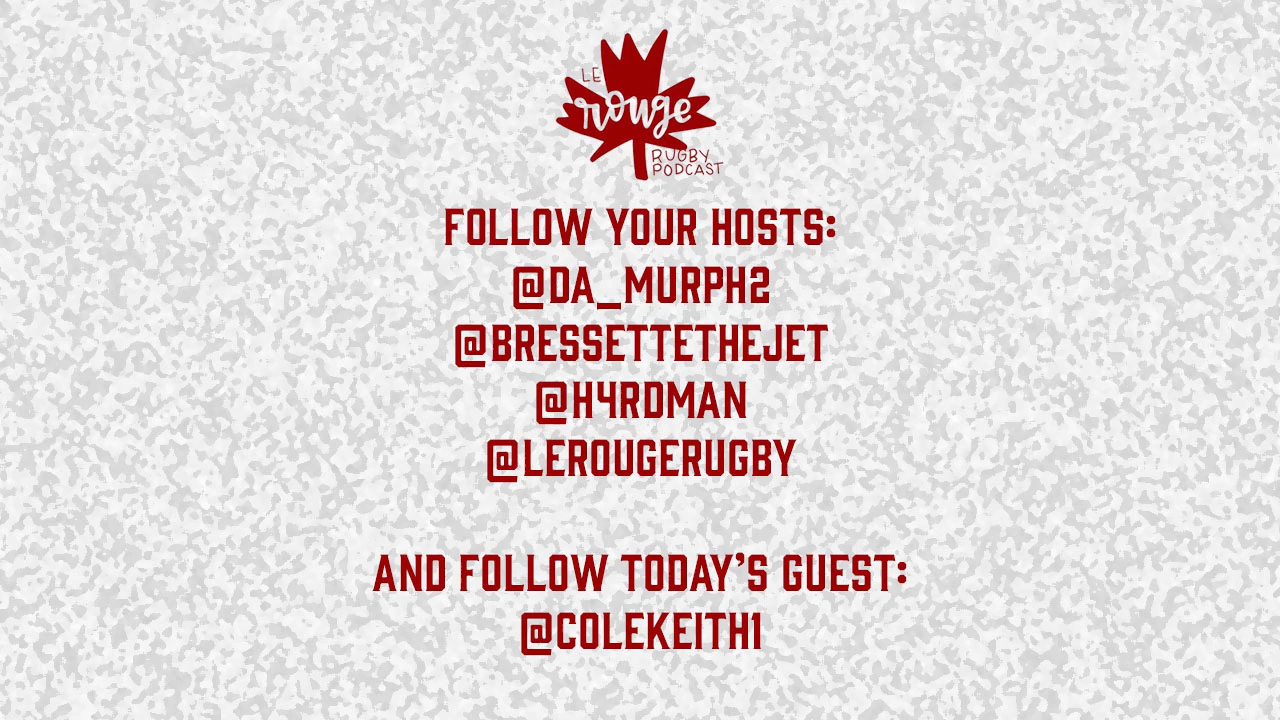 LE
rouge
RUGBY
PODCAST
FOLLOW YOUR HOSTS:
@DA_MURPH2
@BRESSETTETHEJET
@H4RDMAN
@LEROUGERUGBY
AND FOLLOW TODAY'S GUEST:
@COLEKEITH1